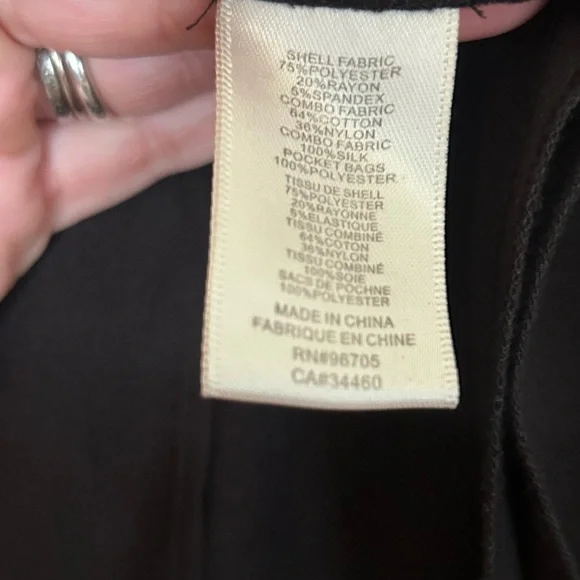 SHELL FABRIC
75%POLYESTER
20%RAYON
5%SPANDEX
COMBO FABRIC
64%COTTON
36%NYLON
COMBO FABRIC
100%SILK
POCKET BAGS
100%POLYESTER
TISSU DE SHELL
75%POLYESTER
20%RAYONNE
5%ELASTIQUE
TISSU COMBINÉ
64%COTON
36%NYLON
TISSU COMBINÉ
100%SOIE
SACS DE POCHNE
100%POLYESTER
MADE IN CHINA
FABRIQUE EN CHINE
RN#96705
CA#34460